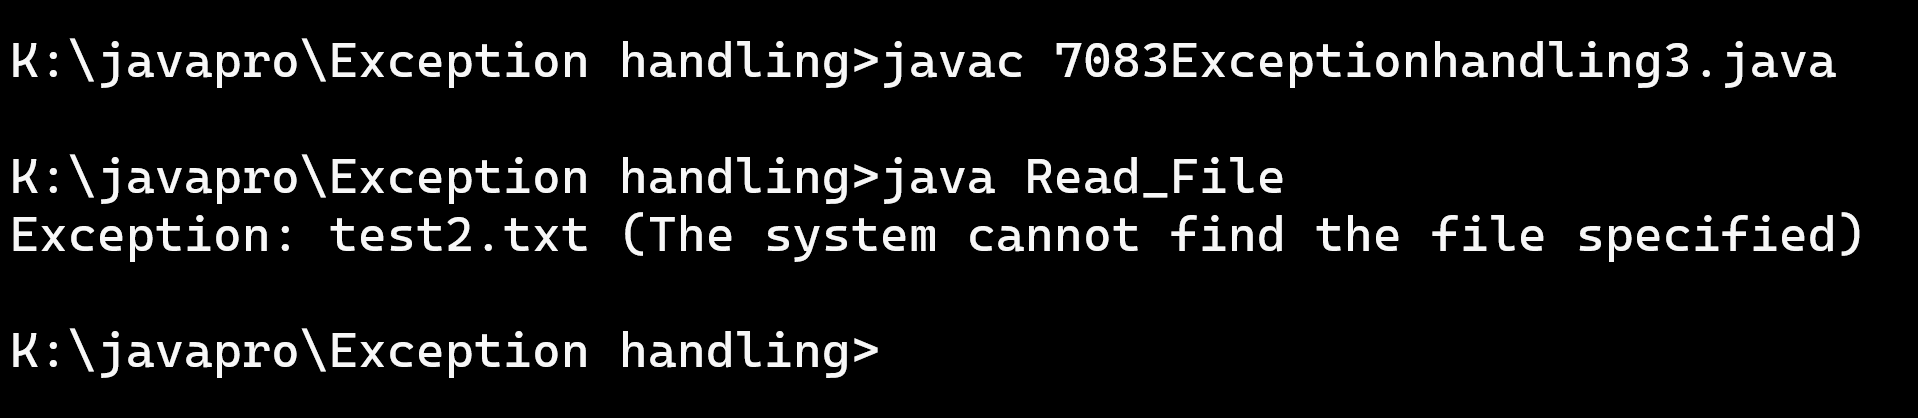 K:\javapro\Exception handling>javac 7083Exceptionhandling3.java
K:\javapro\Exception handling>java Read_File
Exception: test2.txt (The system cannot find the file specified)
K:\javapro\Exception handling>